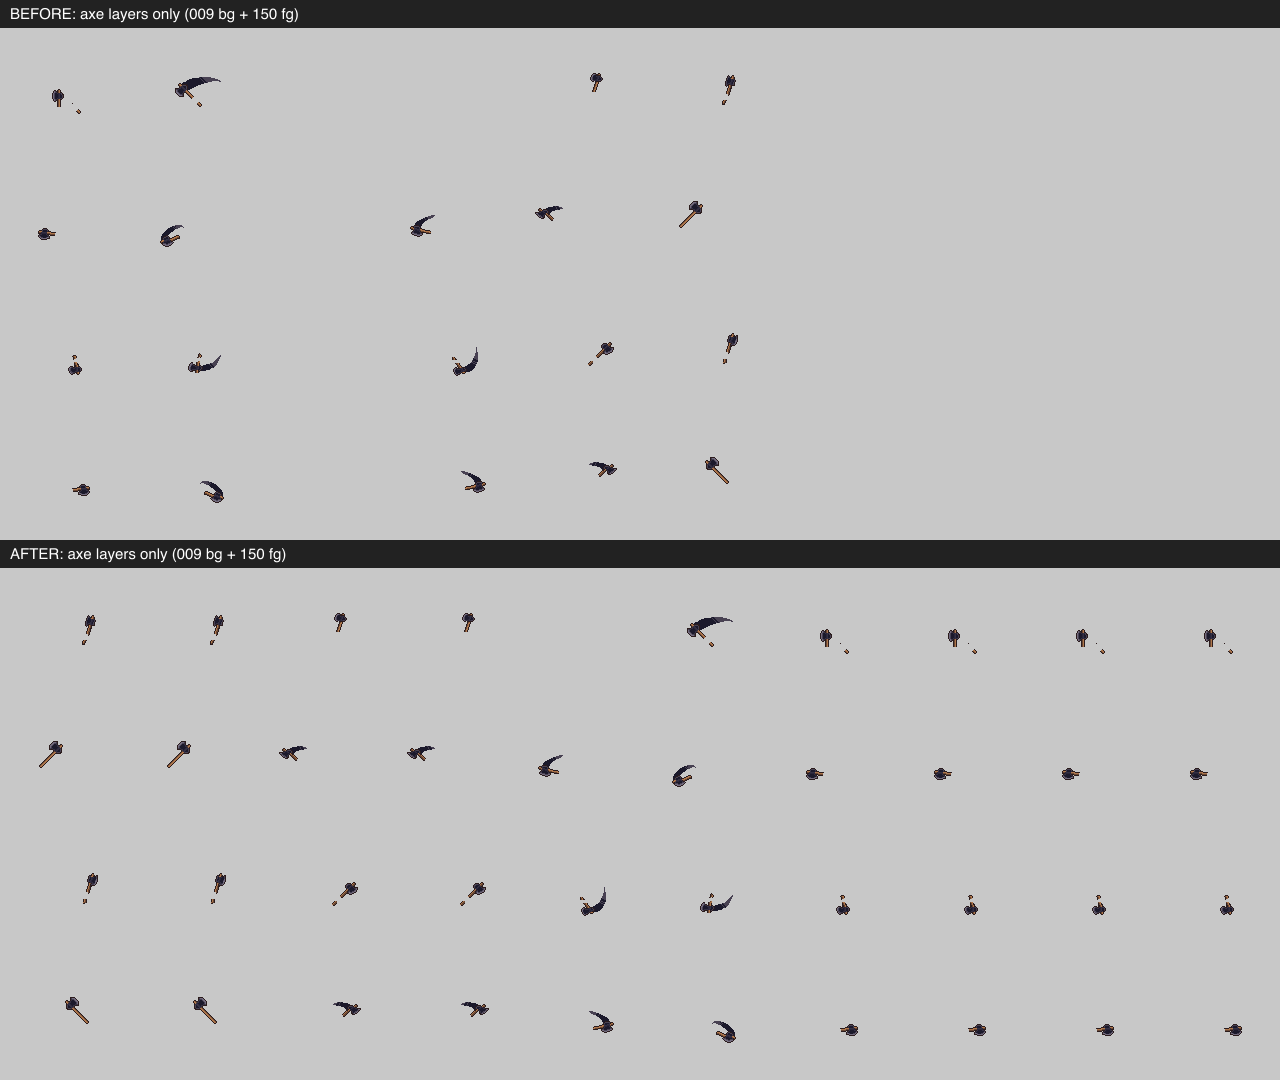 BEFORE: axe layers only (009 bg + 150 fg)
AFTER: axe layers only (009 bg + 150 fg)